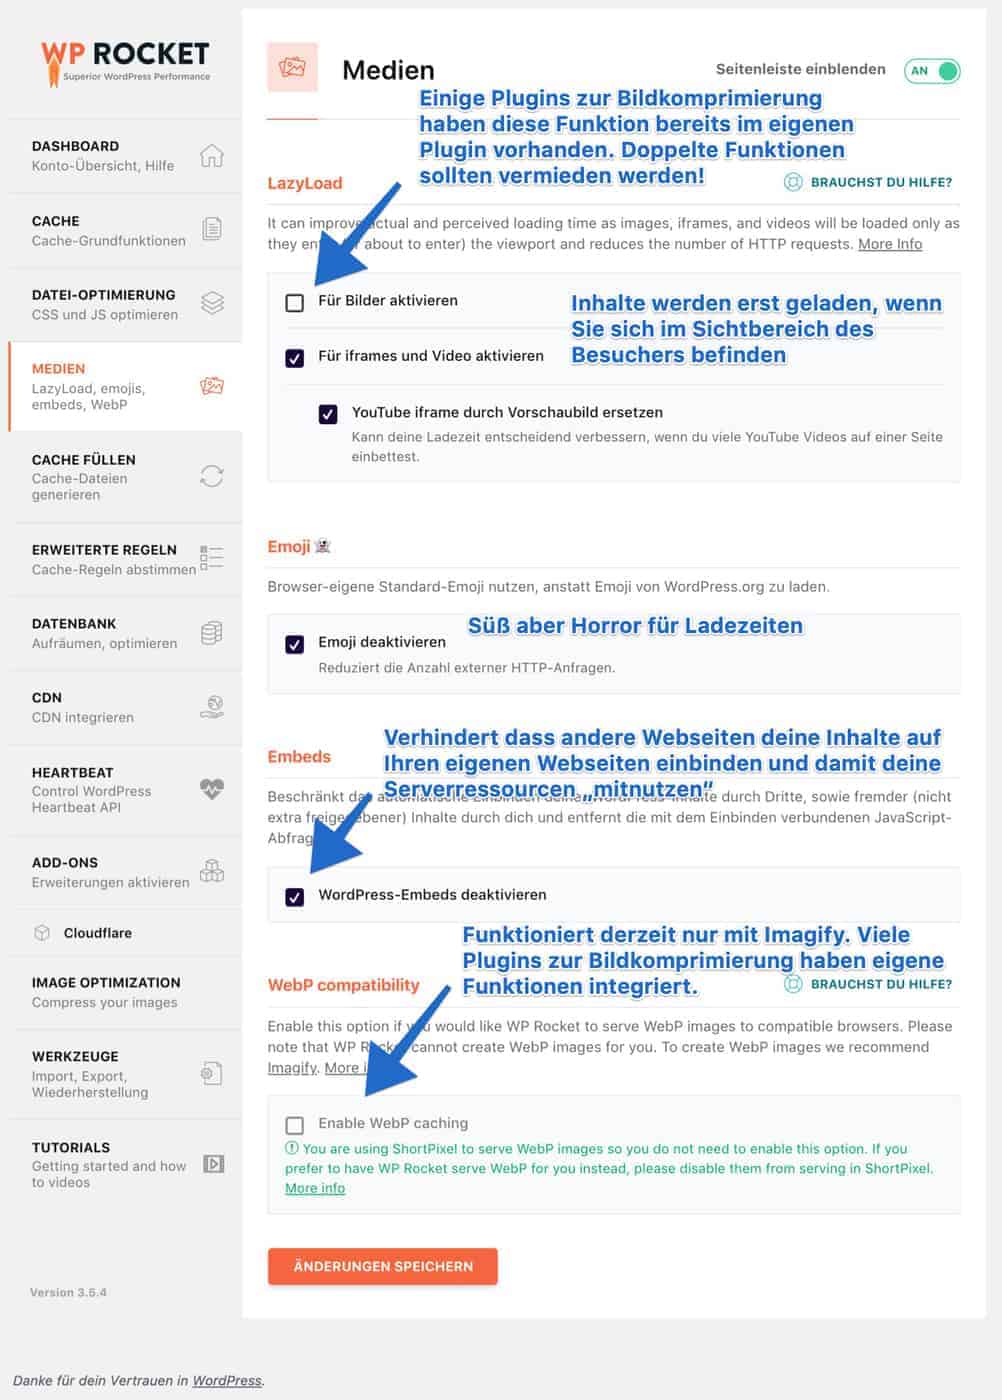 WP ROCKET
Superior WordPress Performance
DASHBOARD
Konto-Übersicht, Hilfe
CACHE
Cache-Grundfunktionen
DATEI-OPTIMIERUNG
CSS und JS optimieren
MEDIEN
LazyLoad, emojis,
embeds, WebP
CACHE FÜLLEN
Cache-Dateien
generieren
ERWEITERTE REGELN
Cache-Regeln abstimmen
DATENBANK
Aufräumen, optimieren
CDN
CDN integrieren
HEARTBEAT
Control WordPress
Heartbeat API
ADD-ONS
Erweiterungen aktivieren
Cloudflare
IMAGE OPTIMIZATION
Compress your images
WERKZEUGE
Import, Export,
Wiederherstellung
TUTORIALS
Getting started and how
to videos
Version 3.5.4
Medien
Seitenleiste einblenden
AN
Einige Plugins zur Bildkomprimierung
haben diese Funktion bereits im eigenen
Plugin vorhanden. Doppelte Funktionen
sollten vermieden werden!
LazyLoad
BRAUCHST DU HILFE?
It can improve actual and perceived loading time as images, iframes, and videos will be loaded only as
they en about to enter) the viewport and reduces the number of HTTP requests. More Info
Für Bilder aktivieren
Inhalte werden erst geladen, wenn
Sie sich im Sichtbereich des
Besuchers befinden
Für iframes und Video aktivieren
YouTube iframe durch Vorschaubild ersetzen
Kann deine Ladezeit entscheidend verbessern, wenn du viele YouTube Videos auf einer Seite
einbettest.
Emoji
Browser-eigene Standard-Emoji nutzen, anstatt Emoji von WordPress.org zu laden.
Süß aber Horror für Ladezeiten
Emoji deaktivieren
Reduziert die Anzahl externer HTTP-Anfragen.
Verhindert dass andere Webseiten deine Inhalte auf
Ihren eigenen Webseiten einbinden und damit deine
Serverressourcen „mitnutzen"
Embeds
Beschränkt das automatische Einbinden deiner WordPress-Inhalte durch Dritte, sowie fremder (nicht
extra freigegebener) Inhalte durch dich und entfernt die mit dem Einbinden verbundenen JavaScript-
Abfrag
WordPress-Embeds deaktivieren
Funktioniert derzeit nur mit Imagify. Viele
Plugins zur Bildkomprimierung haben eigene
Funktionen integriert.
WebP compatibility
BRAUCHST DU HILFE?
Enable this option if you would like WP Rocket to serve WebP images to compatible browsers. Please
note that WP Rocket cannot create WebP images for you. To create WebP images we recommend
Imagify. More i
Enable WebP caching
You are using ShortPixel to serve WebP images so you do not need to enable this option. If you
prefer to have WP Rocket serve WebP for you instead, please disable them from serving in ShortPixel.
More info
ÄNDERUNGEN SPEICHERN
Danke für dein Vertrauen in WordPress.